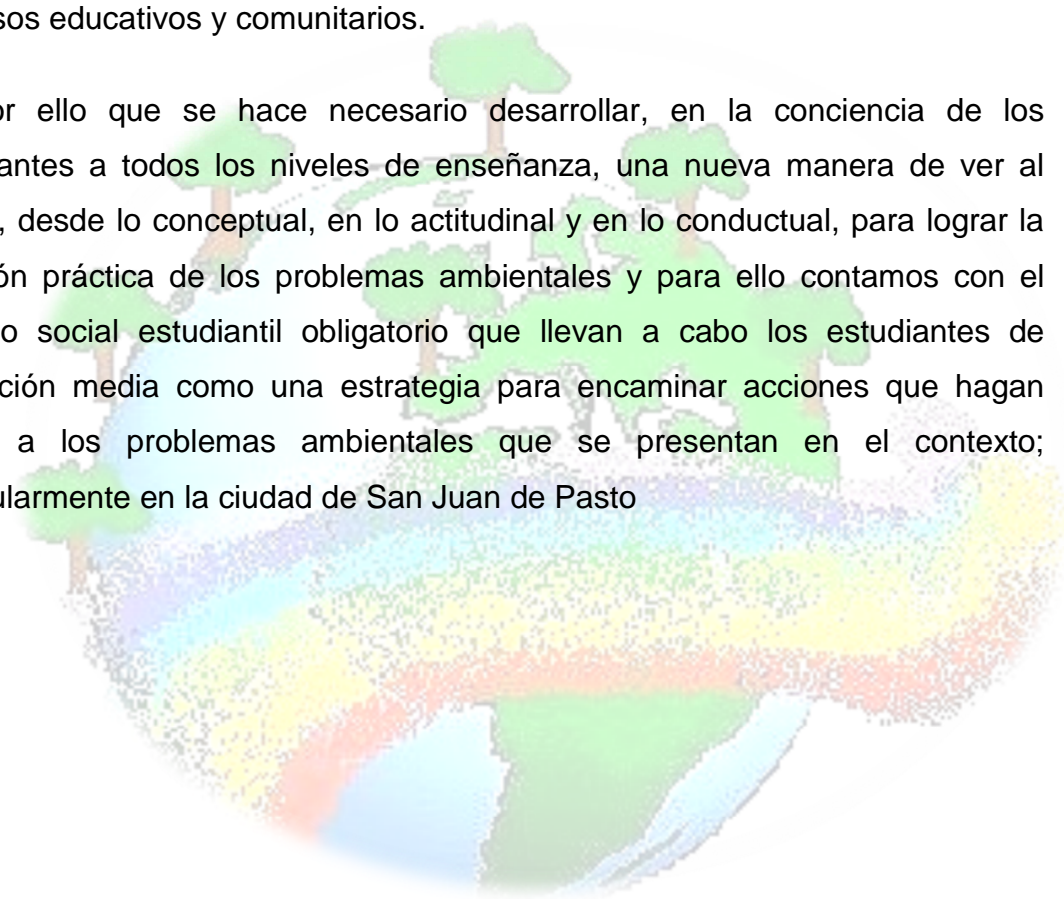 sos educativos y comunitarios.
or ello que se hace necesario desarrollar, en la conciencia de los
antes a todos los niveles de enseñanza, una nueva manera de ver al
, desde lo conceptual, en lo actitudinal y en lo conductual, para lograr la
ón práctica de los problemas ambientales y para ello contamos con el
o social estudiantil obligatorio que llevan a cabo los estudiantes de
ción media como una estrategia para encaminar acciones que hagan
a los problemas ambientales que se presentan en el contexto;
ularmente en la ciudad de San Juan de Pasto